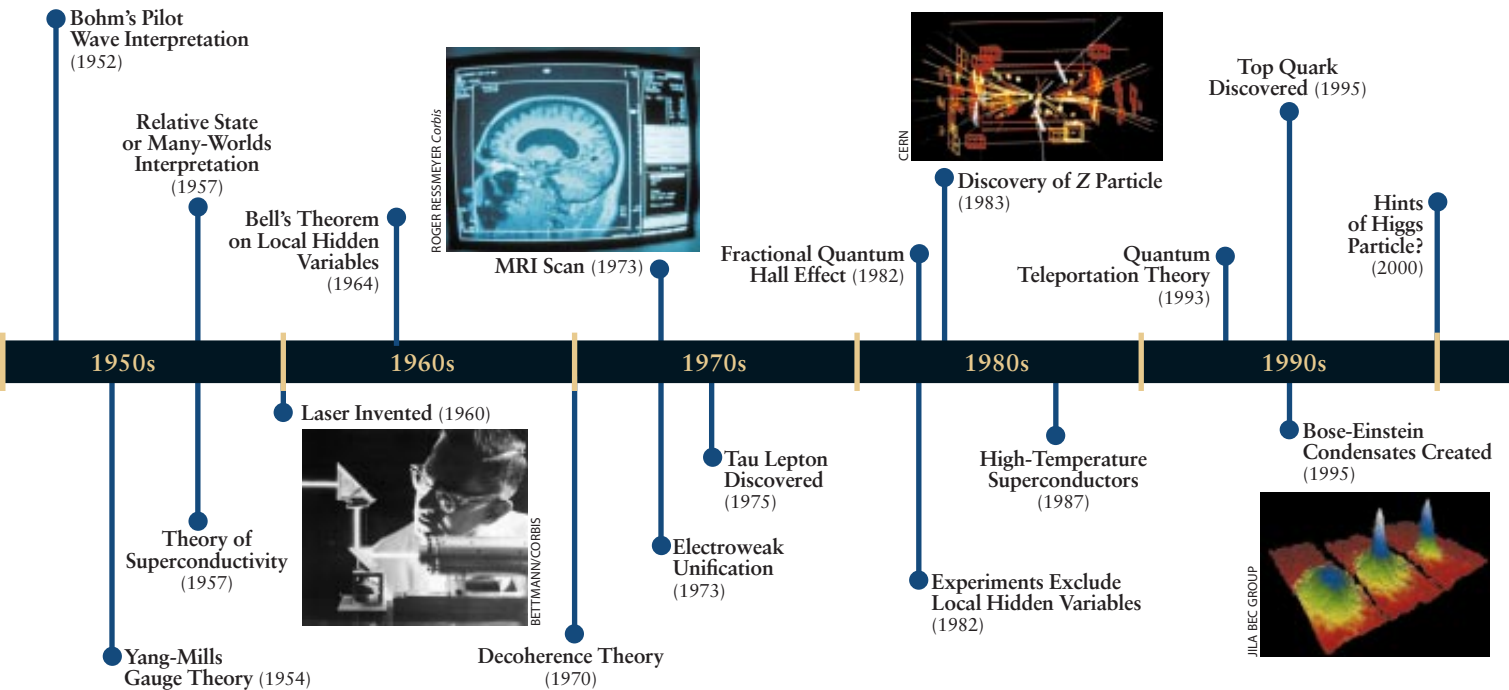 Bohm's Pilot
Wave Interpretation
(1952)
Relative State
or Many-Worlds
Interpretation
(1957)
Bell's Theorem
on Local Hidden
Variables
(1964)
ROGER RESSMEYER Corbis
MRI Scan (1973)
Fractional Quantum
Hall Effect (1982)
CERN
Discovery of Z Particle
(1983)
Quantum
Teleportation Theory
(1993)
Top Quark
Discovered (1995)
Hints
of Higgs
Particle?
(2000)
1950s
1960s
1970s
1980s
1990s
Yang-Mills
Gauge Theory (1954)
Theory of
Superconductivity
(1957)
Laser Invented (1960)
BETTMANN/CORBIS
Decoherence Theory
(1970)
Electroweak
Unification
(1973)
Tau Lepton
Discovered
(1975)
Experiments Exclude
Local Hidden Variables
(1982)
High-Temperature
Superconductors
(1987)
Bose-Einstein
Condensates Created
(1995)
JILA BEC GROUP